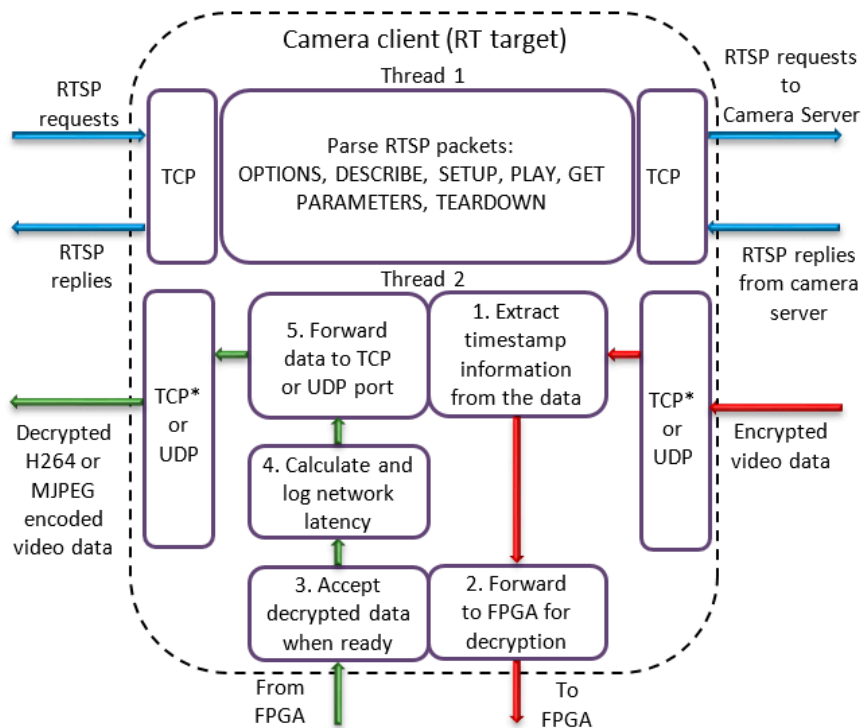 Camera client (RT target)
Thread 1
RTSP
requests
RTSP requests
to
Camera Server
TCP
Parse RTSP packets:
OPTIONS, DESCRIBE, SETUP, PLAY, GET
PARAMETERS, TEARDOWN
TCP
RTSP
replies
RTSP replies
from camera
server
Thread 2
5. Forward
data to TCP
or UDP port
1. Extract
timestamp
information
from the data
TCP*
or
UDP
TCP*
or
UDP
Decrypted
H264 or
MJPEG
encoded
video data
Encrypted
video data
4. Calculate and
log network
latency
3. Accept
decrypted data
when ready
2. Forward
to FPGA for
decryption
From
FPGA
To
FPGA